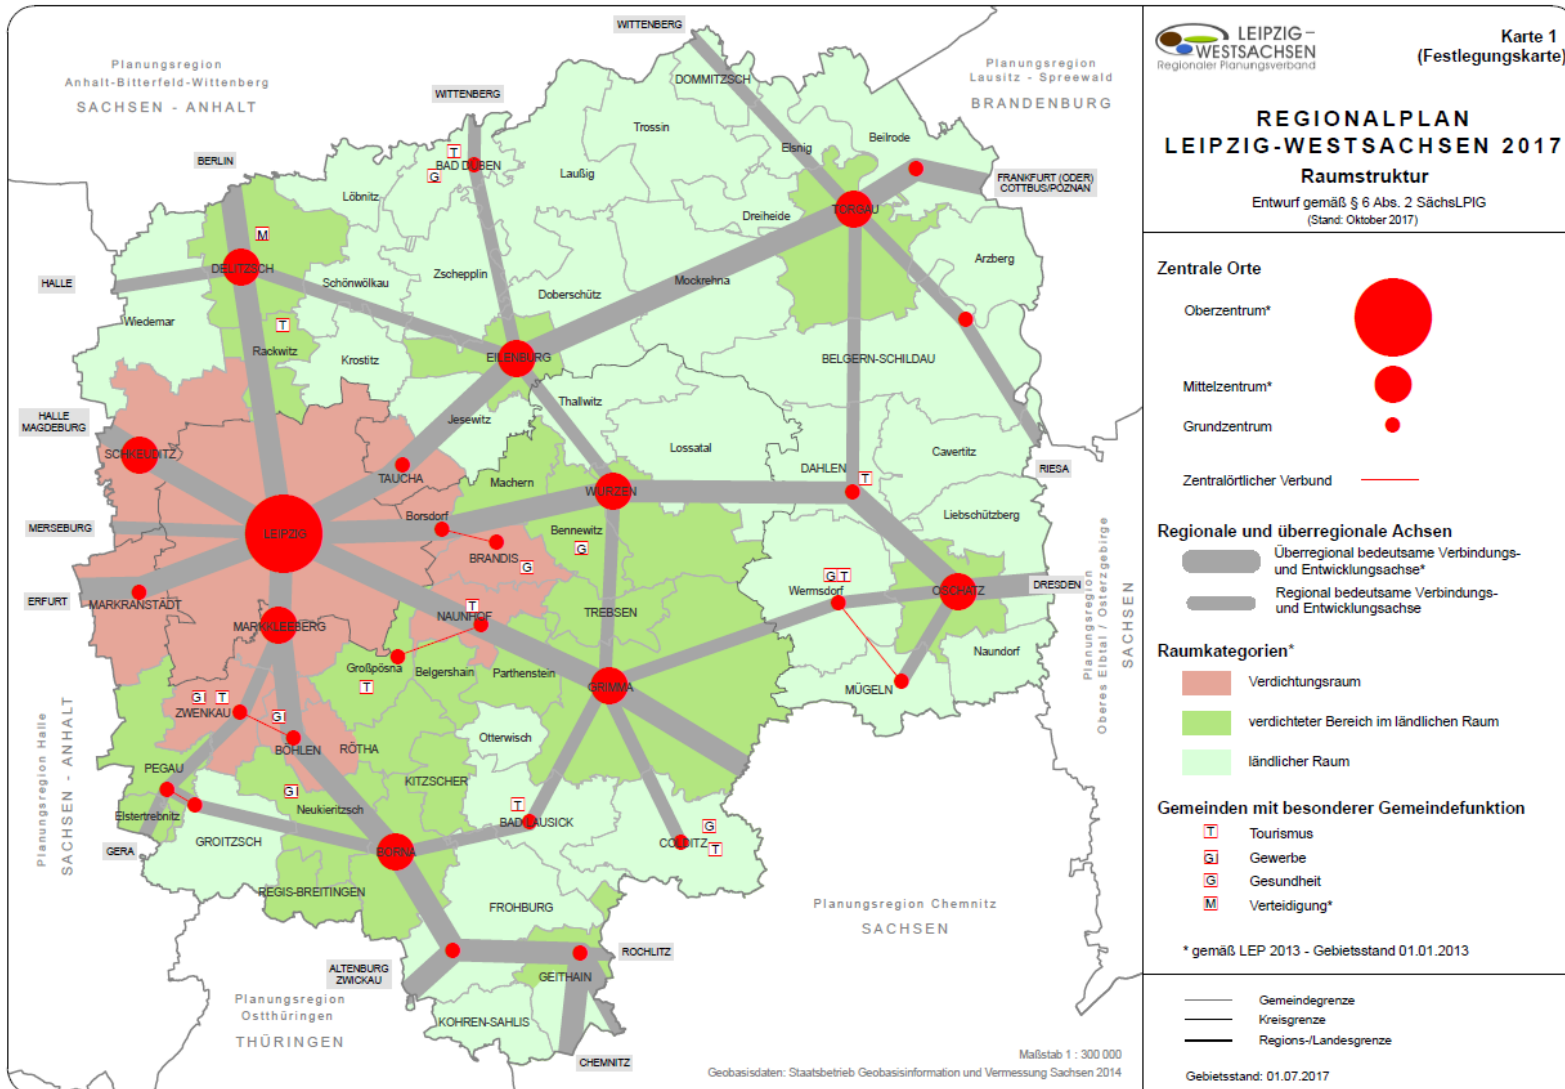 WITTENBERG
Planungsregion
Anhalt-Bitterfeld-Wittenberg
SACHSEN - ANHALT
Planungsregion
Lausitz - Spreewald
BRANDENBURG
WITTENBERG
DOMMITZSCH
Trossin
Elsnig
Beilrode
BERLIN
T
BAD DÜBEN
G
Laußig
FRANKFURT (ODER)
COTTBUS/POZNAN
Löbnitz
TORGAU
Dreiheide
M
DELITZSCH
Arzberg
HALLE
Schönwölkau
Zschepplin
Doberschütz
Mockrehna
Wiedemar
T
Rackwitz
Krostitz
EILENBURG
BELGERN-SCHILDAU
Thallwitz
HALLE
MAGDEBURG
Jesewitz
SCHKEUDITZ
TAUCHA
Machern
Lossatal
DAHLEN
T
Cavertitz
RIESA
WURZEN
Borsdorf
MERSEBURG
LEIPZIG
Bennewitz
G
BRANDIS
G
Liebschützberg
G T
Wermsdorf
OSCHATZ
DRESDEN
ERFURT
MARKRANSTÄDT
T
NAUNHOF
TREBSEN
MARKKLEEBERG
Großpösna
T
Belgershain
Parthenstein
GRIMMA
MÜGELN
Naundorf
Planungsregion
Oberes Elbtal / Osterzgebirge
SACHSEN
G T
ZWENKAU
G
BÖHLEN
RÖTHA
Otterwisch
Planungsregion Halle
SACHSEN - ANHALT
PEGAU
G
KITZSCHER
Neukieritzsch
Elstertrebnitz
T
BAD LAUSICK
G
COLDITZ
T
GROITZSCH
GERA
BORNA
REGIS-BREITINGEN
FROHBURG
Planungsregion Chemnitz
SACHSEN
ROCHLITZ
ALTENBURG
ZWICKAU
GEITHAIN
Planungsregion
Ostthüringen
THÜRINGEN
KOHREN-SAHLIS
CHEMNITZ
Maßstab 1 : 300 000
Geobasisdaten: Staatsbetrieb Geobasisinformation und Vermessung Sachsen 2014
LEIPZIG-
WESTSACHSEN
Regionaler Planungsverband
Karte 1
(Festlegungskarte)
REGIONALPLAN
LEIPZIG-WESTSACHSEN 2017
Raumstruktur
Entwurf gemäß § 6 Abs. 2 SächsLPlG
(Stand: Oktober 2017)
Zentrale Orte
Oberzentrum*
Mittelzentrum*
Grundzentrum
Zentralörtlicher Verbund
Regionale und überregionale Achsen
Überregional bedeutsame Verbindungs-
und Entwicklungsachse*
Regional bedeutsame Verbindungs-
und Entwicklungsachse
Raumkategorien*
Verdichtungsraum
verdichteter Bereich im ländlichen Raum
ländlicher Raum
Gemeinden mit besonderer Gemeindefunktion
T Tourismus
G Gewerbe
G Gesundheit
M Verteidigung*
* gemäß LEP 2013 - Gebietsstand 01.01.2013
Gemeindegrenze
Kreisgrenze
Regions-/Landesgrenze
Gebietsstand: 01.07.2017